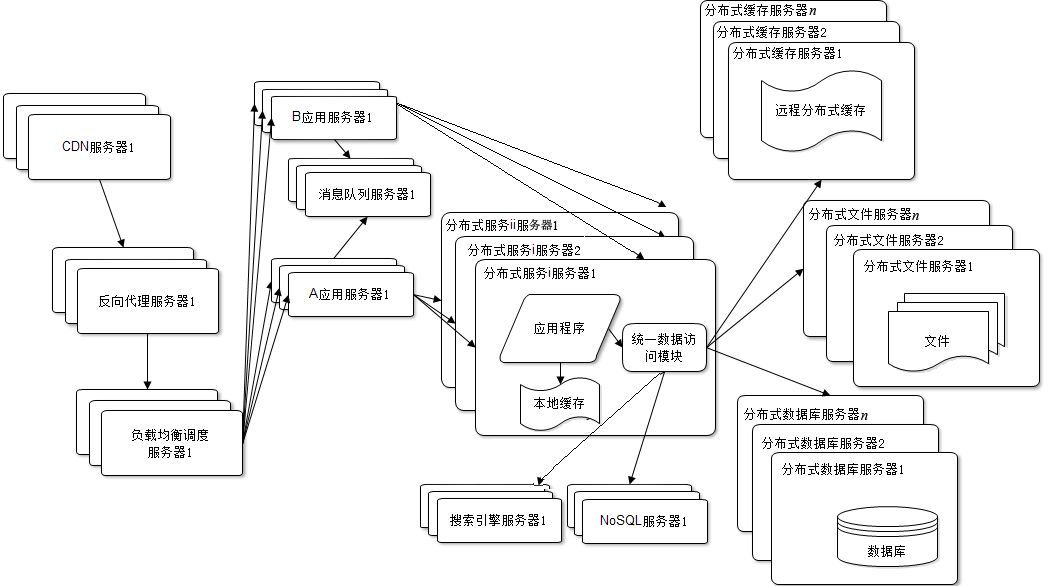 分布式缓存服务器n
分布式缓存服务器2
分布式缓存服务器1
远程分布式缓存
B应用服务器1
CDN服务器1
消息队列服务器1
分布式文件服务器n
分布式服务ii服务器1
分布式文件服务器2
分布式服务i服务器2
分布式文件服务器1
分布式服务i服务器1
A应用服务器1
反向代理服务器1
应用程序
统一数据访
问模块
文件
本地缓存
分布式数据库服务器n
负载均衡调度
服务器1
分布式数据库服务器2
分布式数据库服务器1
搜索引擎服务器1
NoSQL服务器1
数据库